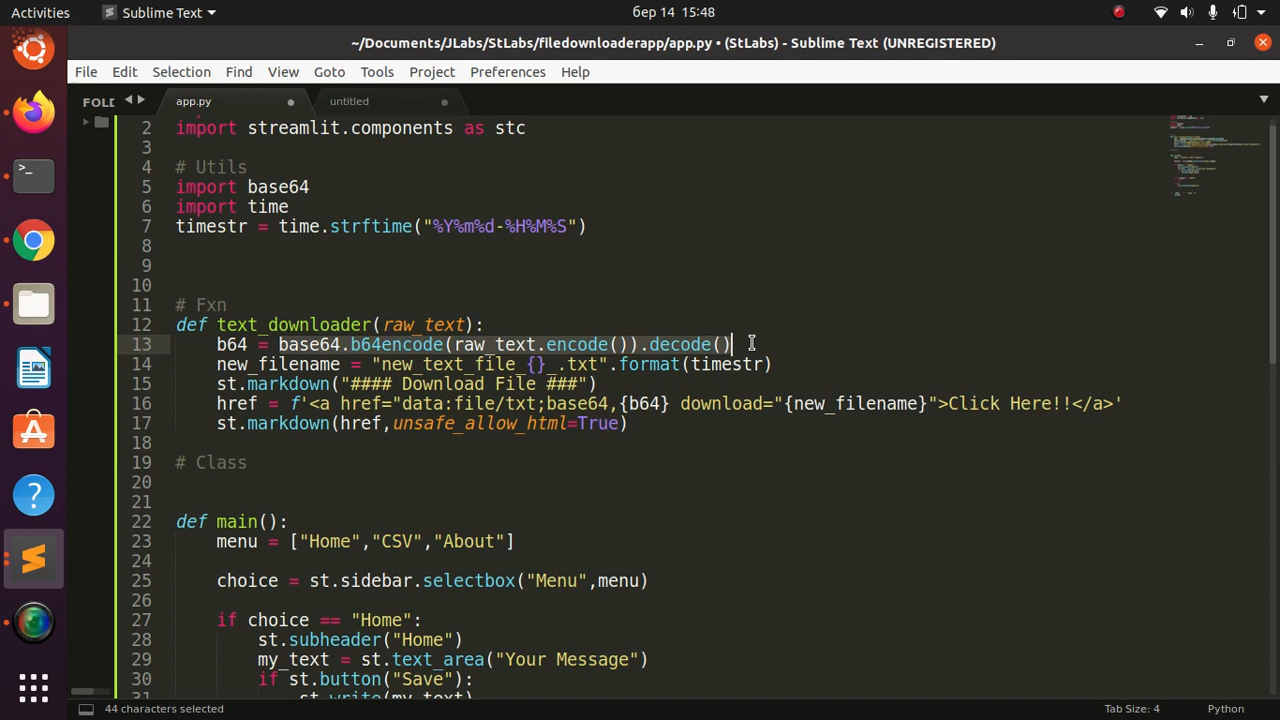 Activities
Sublime Text
бер 14 15:48
~/Documents/JLabs/StLabs/filedownloaderapp/app.py • (StLabs) - Sublime Text (UNREGISTERED)
File Edit Selection Find View Goto Tools Project Preferences Help
FOLD
app.py
untitled
2 import streamlit.components as stc
3
4 # Utils
5 import base64
6 import time
7 timestr = time.strftime("%Y%m%d-%H%M%S")
8
9
10
11 # Fxn
12 def text_downloader(raw_text):
13 b64 = base64.b64encode(raw_text.encode()).decode()
14 new_filename = "new_text_file_{}_.txt".format(timestr)
15 st.markdown("#### Download File ###")
16 href = f'<a href="data:file/txt;base64,{b64} download="{new_filename}">Click Here!!</a>'
17 st.markdown(href,unsafe_allow_html=True)
18
19 # Class
20
21
22 def main():
23 menu = ["Home","CSV","About"]
24
25 choice = st.sidebar.selectbox("Menu",menu)
26
27 if choice == "Home":
28 st.subheader("Home")
29 my_text = st.text_area("Your Message")
30 if st.button("Save"):
31 st.write(my_text)
44 characters selected
Tab Size: 4
Python